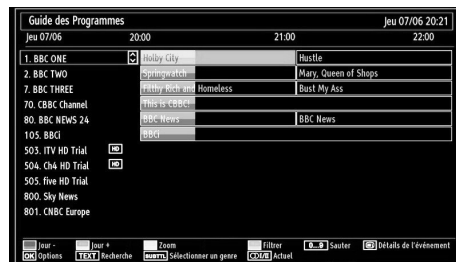 Guide des Programmes Jeu 07/06 20:21
Jeu 07/06 20:00 21:00 22:00
1. BBC ONE Holby City Hustle
2. BBC TWO Springwatch Mary, Queen of Shops
7. BBC THREE Filthy Rich and Homeless Bust My Ass
70. CBBC Channel This is CBBC!
80. BBC NEWS 24 BBC News BBC News
105. BBCi BBCi
503. ITV HD Trial HD
504. Ch4 HD Trial HD
505. five HD Trial
800. Sky News
801. CNBC Europe
Jour - Jour + Zoom Filtrer 0...9 Sauter Détails de l'événement
OK Options TEXT Recherche SUBTTL Sélectionner un genre Actuel